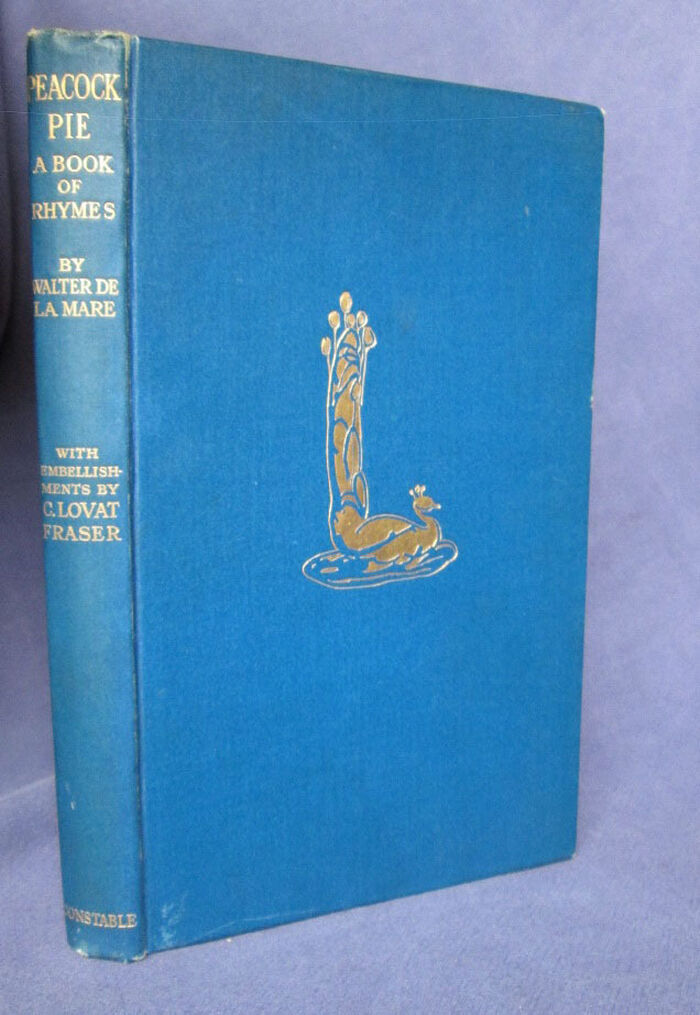 PEACOCK
PIE
A BOOK
OF
RHYMES
BY
WALTER DE
LA MARE
WITH
EMBELLISH-
MENTS BY
C. LOVAT
FRASER
CONSTABLE